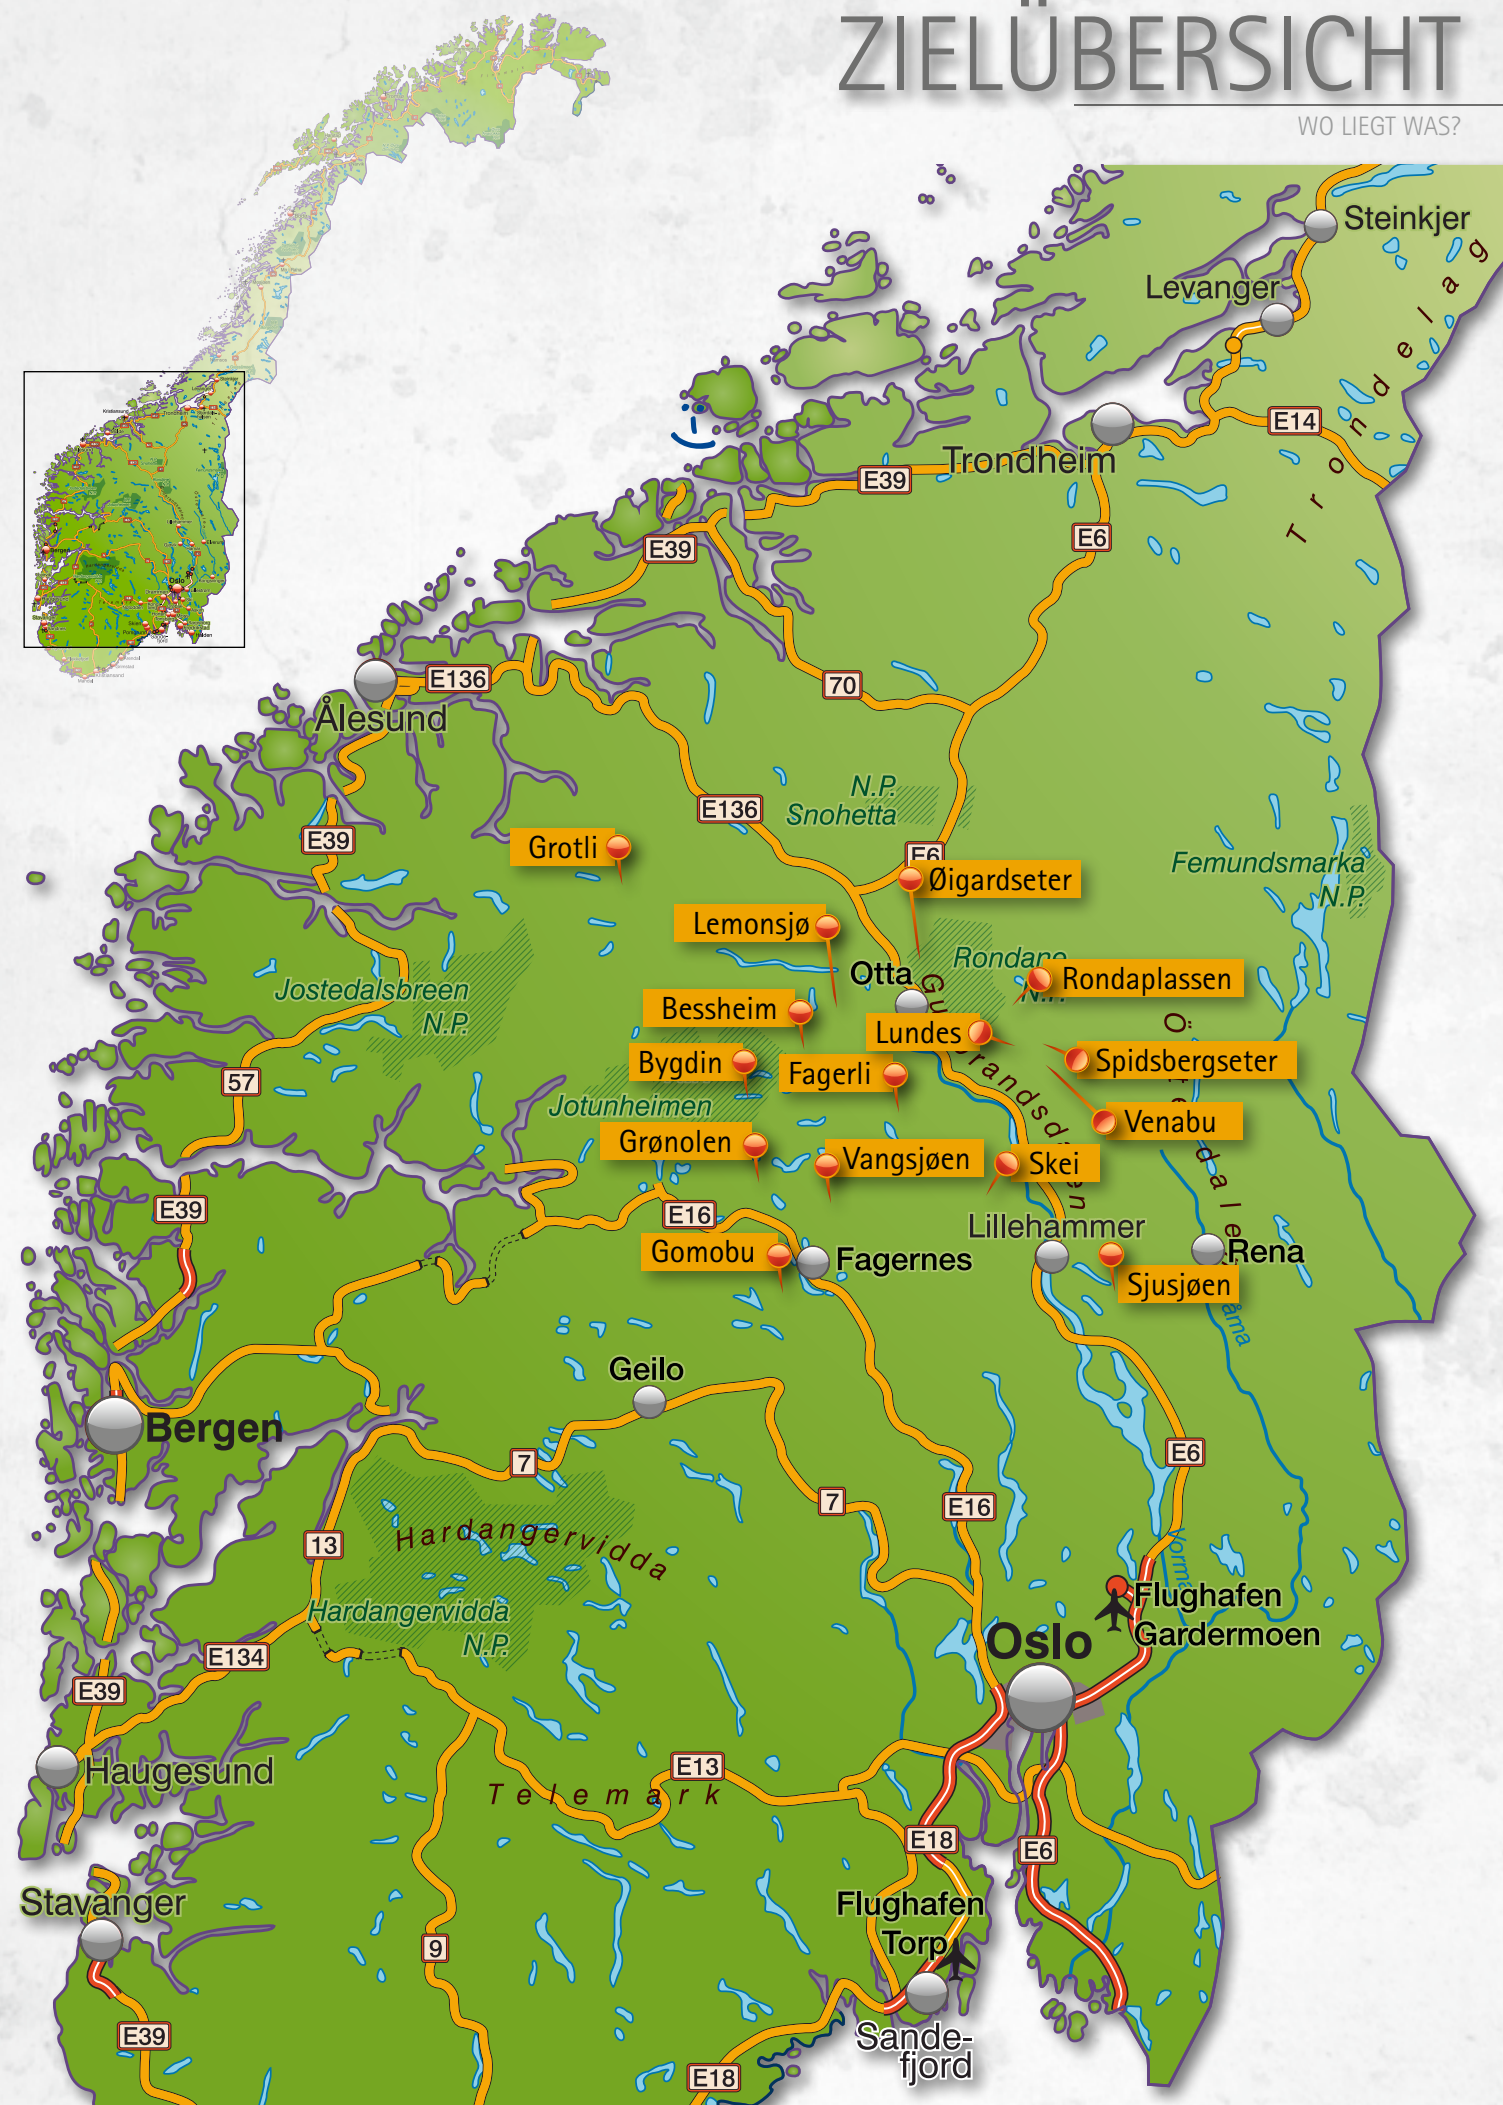 ZIELÜBERSICHT
WO LIEGT WAS?
Steinkjer
Levanger
Trøndelag
E14
Trondheim
E39
E6
E39
E136
Ålesund
70
N.P.
Snohetta
E136
E39
Grotli
E6
Øigardseter
Femundsmarka
N.P.
Lemonsjø
Rondane
N.P.
Otta
Rondaplassen
Jostedalsbreen
N.P.
Bessheim
Lundes
Gudbrandsdalen
Østerdalen
Spidsbergseter
Bygdin
Fagerli
57
Jotunheimen
Venabu
Grønolen
Vangsjøen
Skei
E39
E16
Lillehammer
Gomobu
Fagernes
Rena
Sjusjøen
Geilo
Bergen
7
E6
7
E16
Hardangervidda
13
Vorma
Flughafen
Gardermoen
Hardangervidda
N.P.
Oslo
E134
E39
Haugesund
E13
Telemark
E18
E6
Stavanger
Flughafen
Torp
9
E39
Sande-
fjord
E18